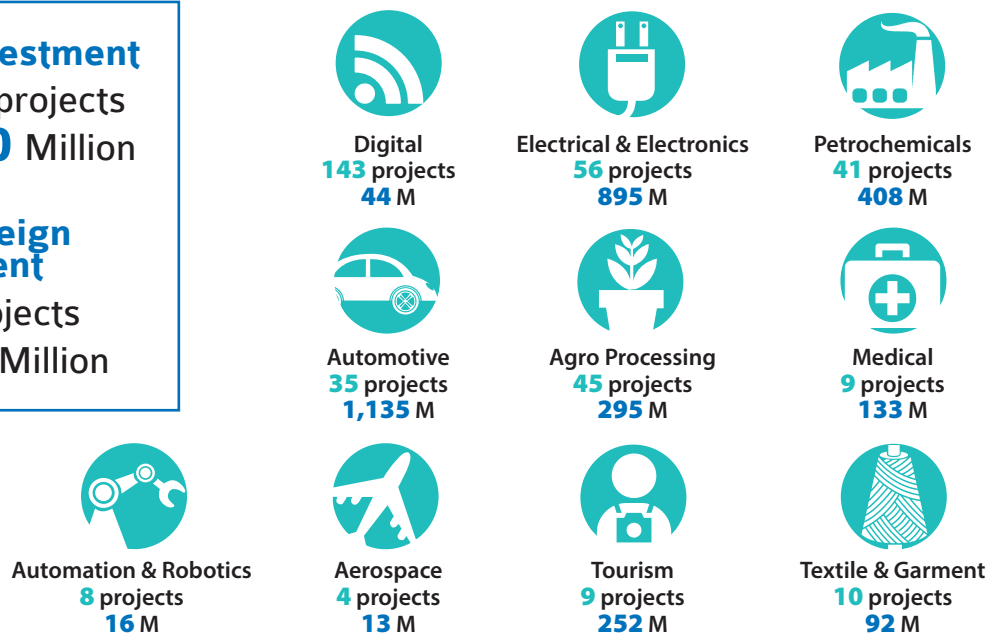 estment
projects
0 Million
eign
ent
ojects
Million
Digital
143 projects
44 M
Electrical & Electronics
56 projects
895 M
Petrochemicals
41 projects
408 M
Automotive
35 projects
1,135 M
Agro Processing
45 projects
295 M
Medical
9 projects
133 M
Automation & Robotics
8 projects
16 M
Aerospace
4 projects
13 M
Tourism
9 projects
252 M
Textile & Garment
10 projects
92 M